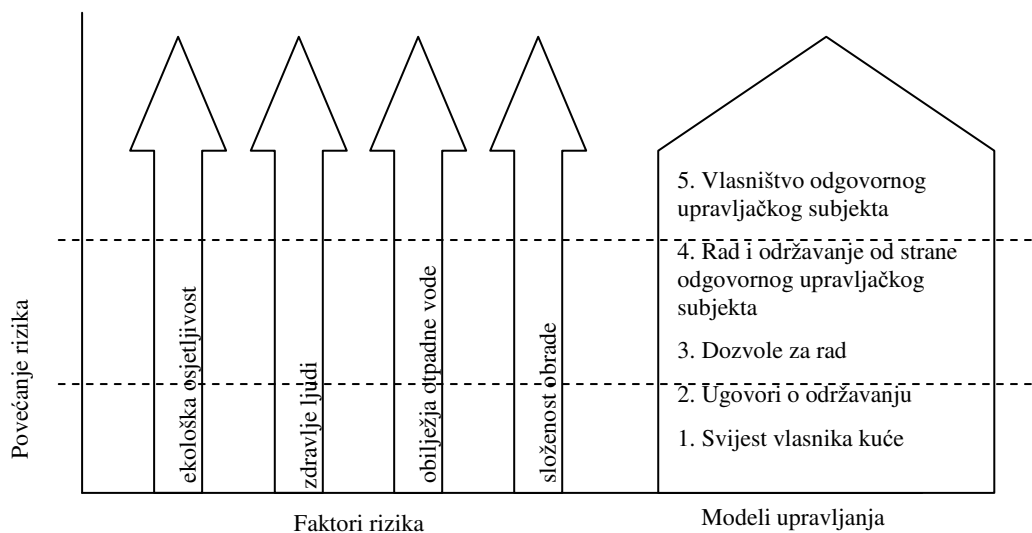 Povećanje rizika
ekološka osjetljivost
zdravlje ljudi
obilježja otpadne vode
složenost obrade
5. Vlasništvo odgovornog
upravljačkog subjekta
4. Rad i održavanje od strane
odgovornog upravljačkog
subjekta
3. Dozvole za rad
2. Ugovori o održavanju
1. Svijest vlasnika kuće
Faktori rizika
Modeli upravljanja